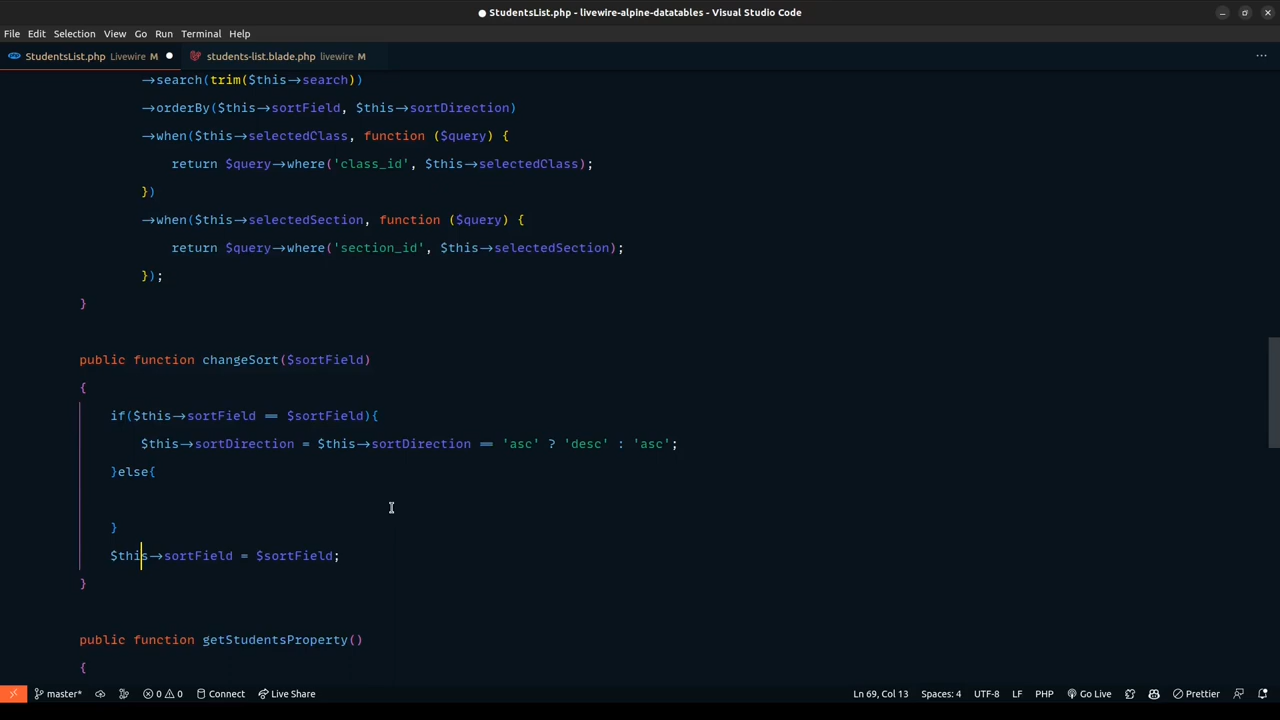 StudentsList.php - livewire-alpine-datatables - Visual Studio Code
File Edit Selection View Go Run Terminal Help
StudentsList.php Livewire M students-list.blade.php livewire M
->search(trim($this->search))
->orderBy($this->sortField, $this->sortDirection)
->when($this->selectedClass, function ($query) {
return $query->where('class_id', $this->selectedClass);
})
->when($this->selectedSection, function ($query) {
return $query->where('section_id', $this->selectedSection);
});
}
public function changeSort($sortField)
{
if($this->sortField == $sortField){
$this->sortDirection = $this->sortDirection == 'asc' ? 'desc' : 'asc';
}else{
}
$this->sortField = $sortField;
}
public function getStudentsProperty()
{
master* 0 0 Connect Live Share Ln 69, Col 13 Spaces: 4 UTF-8 LF PHP Go Live Prettier